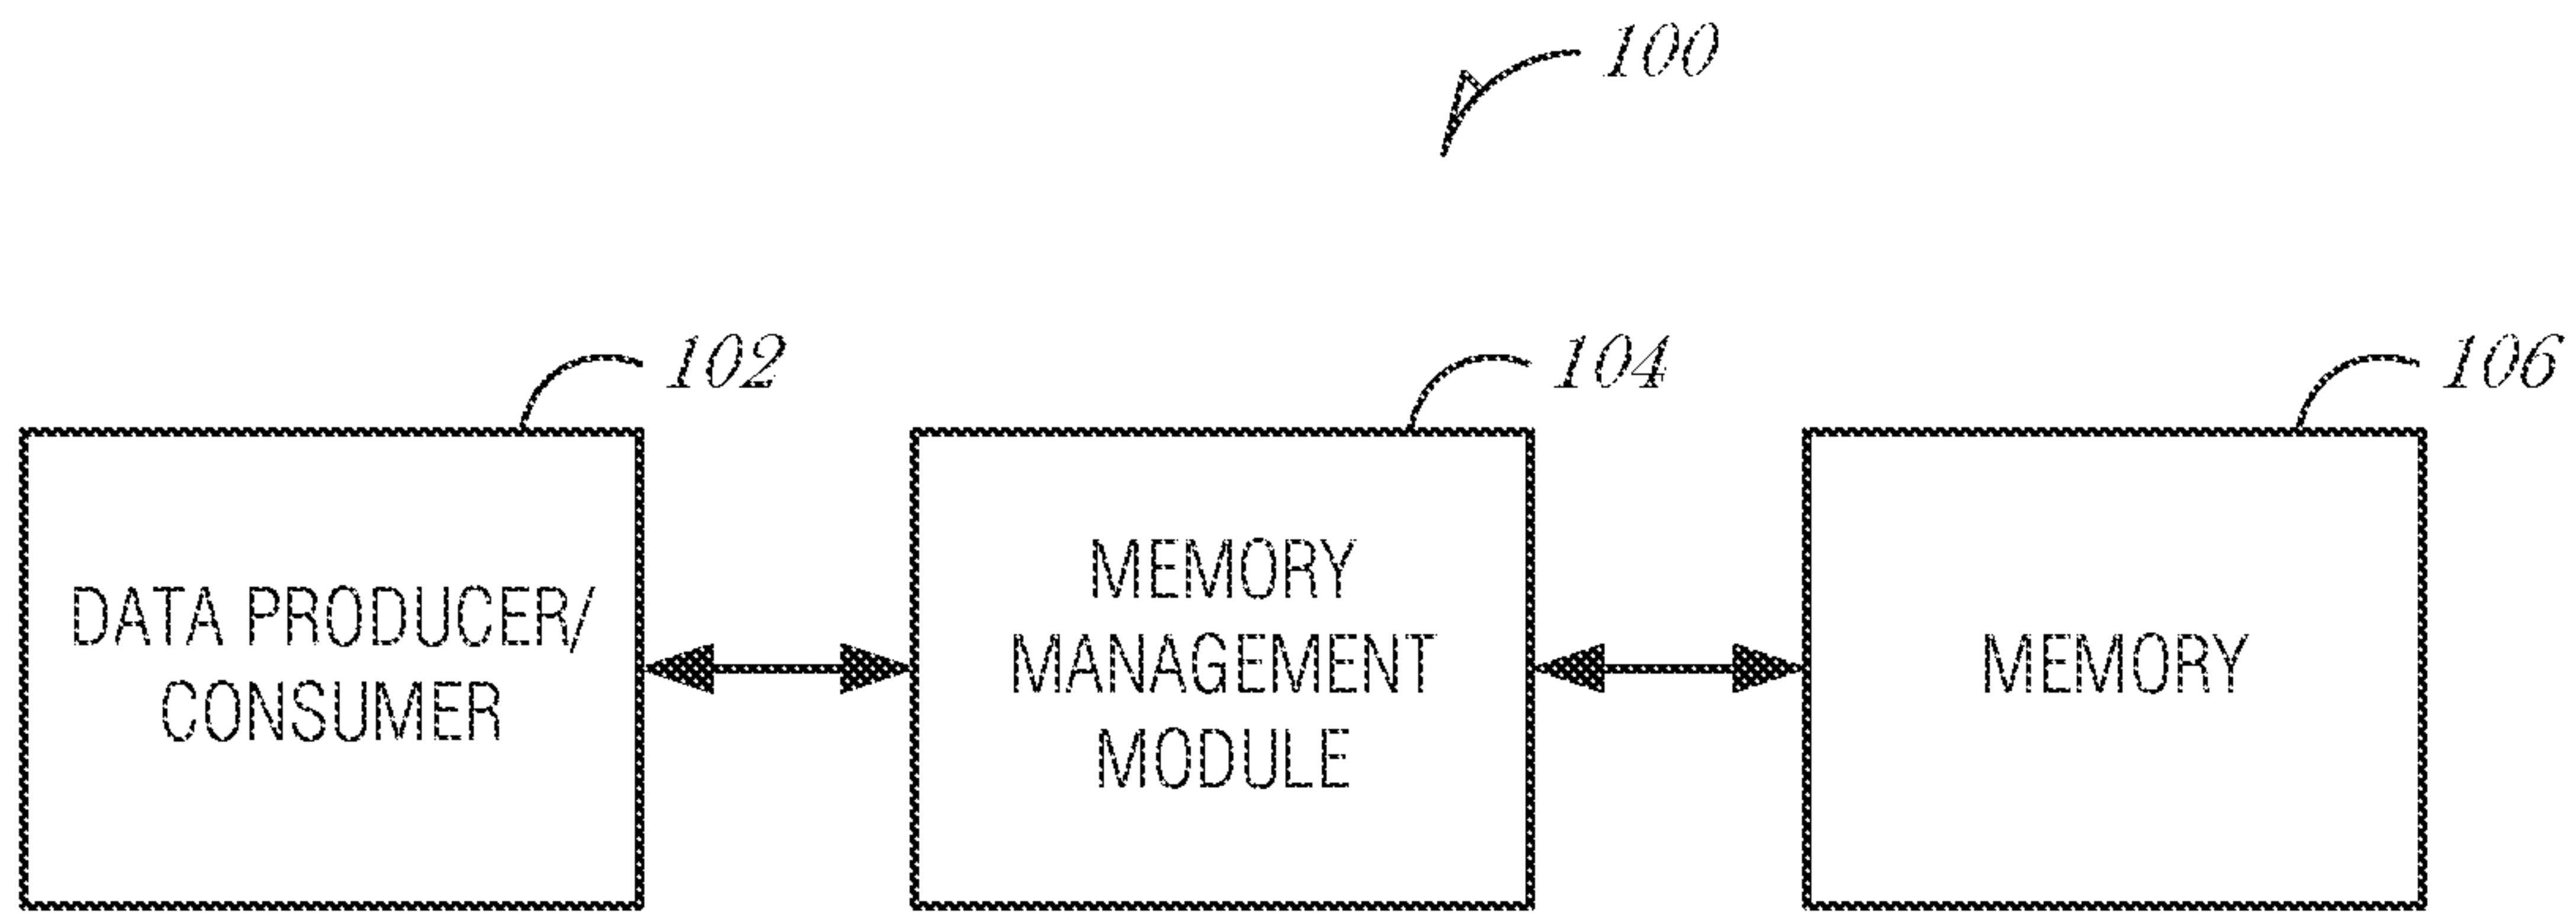 100
102
104
106
DATA PRODUCER/
CONSUMER
MEMORY
MANAGEMENT
MODULE
MEMORY